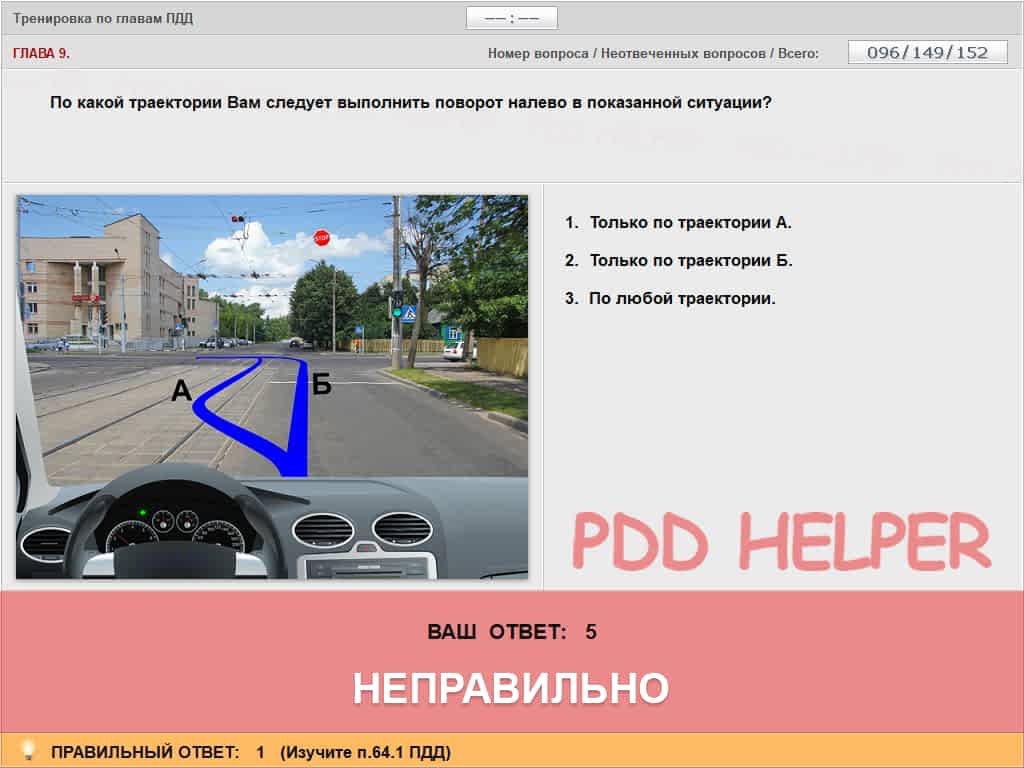 Тренировка по главам ПДД
—— : ——
ГЛАВА 9.
Номер вопроса / Неотвеченных вопросов / Всего:
096/149/152
По какой траектории Вам следует выполнить поворот налево в показанной ситуации?
STOP
А
Б
1. Только по траектории А.
2. Только по траектории Б.
3. По любой траектории.
PDD HELPER
ВАШ ОТВЕТ: 5
НЕПРАВИЛЬНО
ПРАВИЛЬНЫЙ ОТВЕТ: 1 (Изучите п.64.1 ПДД)